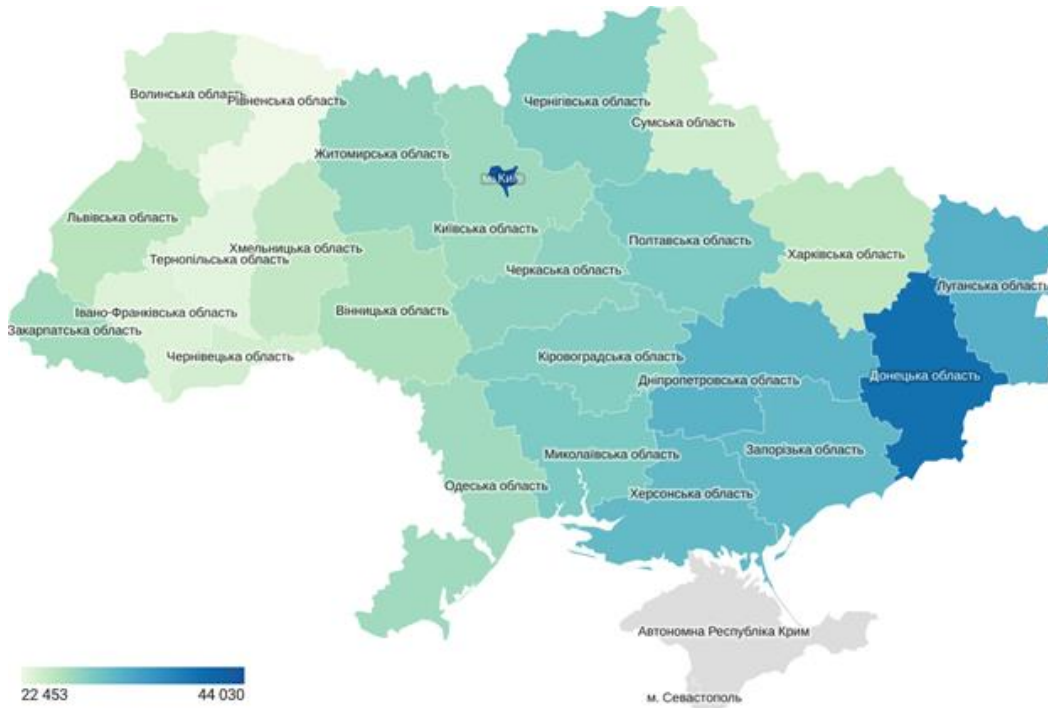 Волинська область
Рівненська область
Чернігівська область
Сумська область
Житомирська область
м. Київ
Львівська область
Київська область
Полтавська область
Хмельницька область
Тернопільська область
Харківська область
Черкаська область
Луганська область
Івано-Франківська область
Вінницька область
Закарпатська область
Чернівецька область
Кіровоградська область
Дніпропетровська область
Донецька область
Запорізька область
Миколаївська область
Одеська область
Херсонська область
Автономна Республіка Крим
м. Севастополь
22 453
44 030